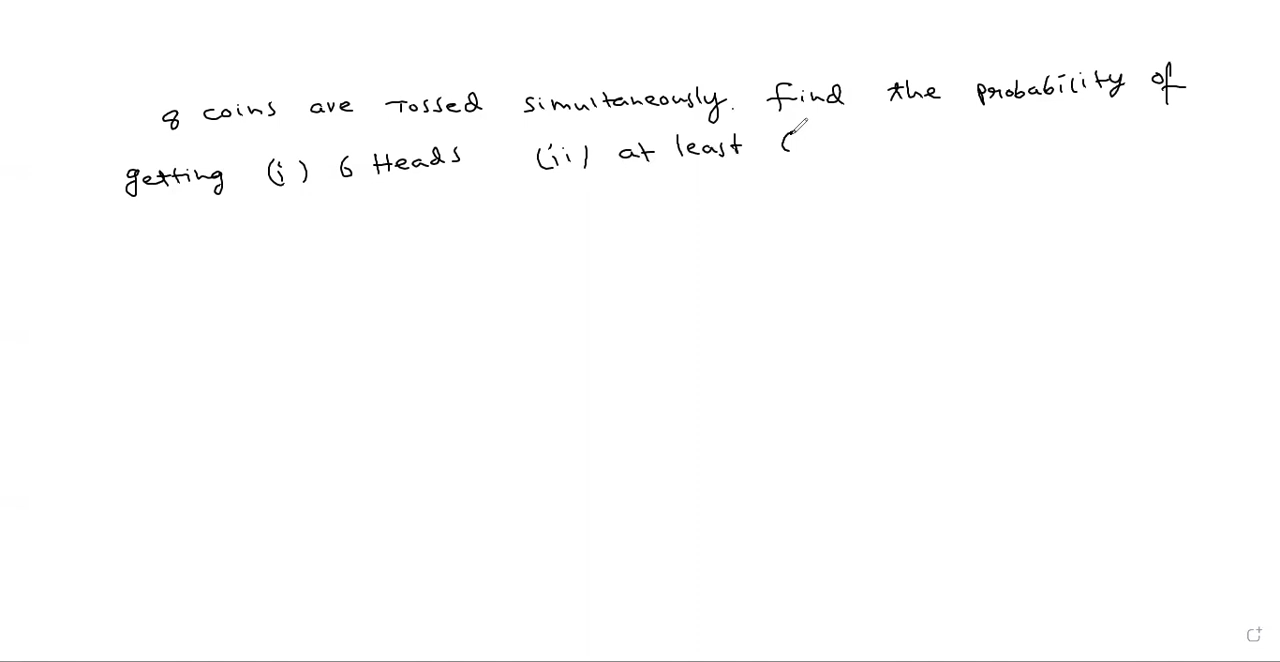 8 coins are Tossed simultaneously. find the probability of
getting (i) 6 Heads (ii) at least